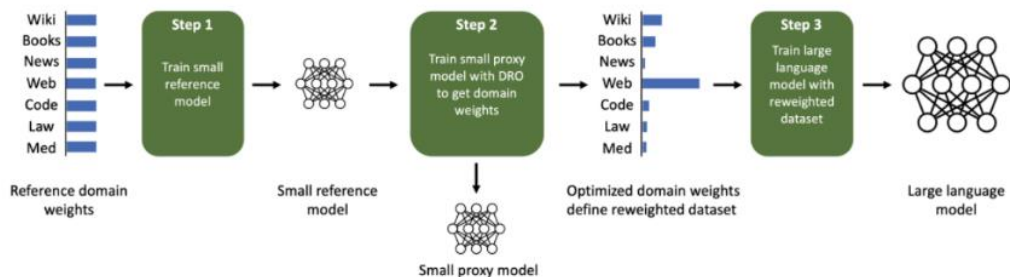 Wiki
Books
News
Web
Code
Law
Med
Reference domain
weights
Step 1
Train small
reference
model
Small reference
model
Step 2
Train small proxy
model with DRO
to get domain
weights
Small proxy model
Wiki
Books
News
Web
Code
Law
Med
Optimized domain weights
define reweighted dataset
Step 3
Train large
language
model with
reweighted
dataset
Large language
model